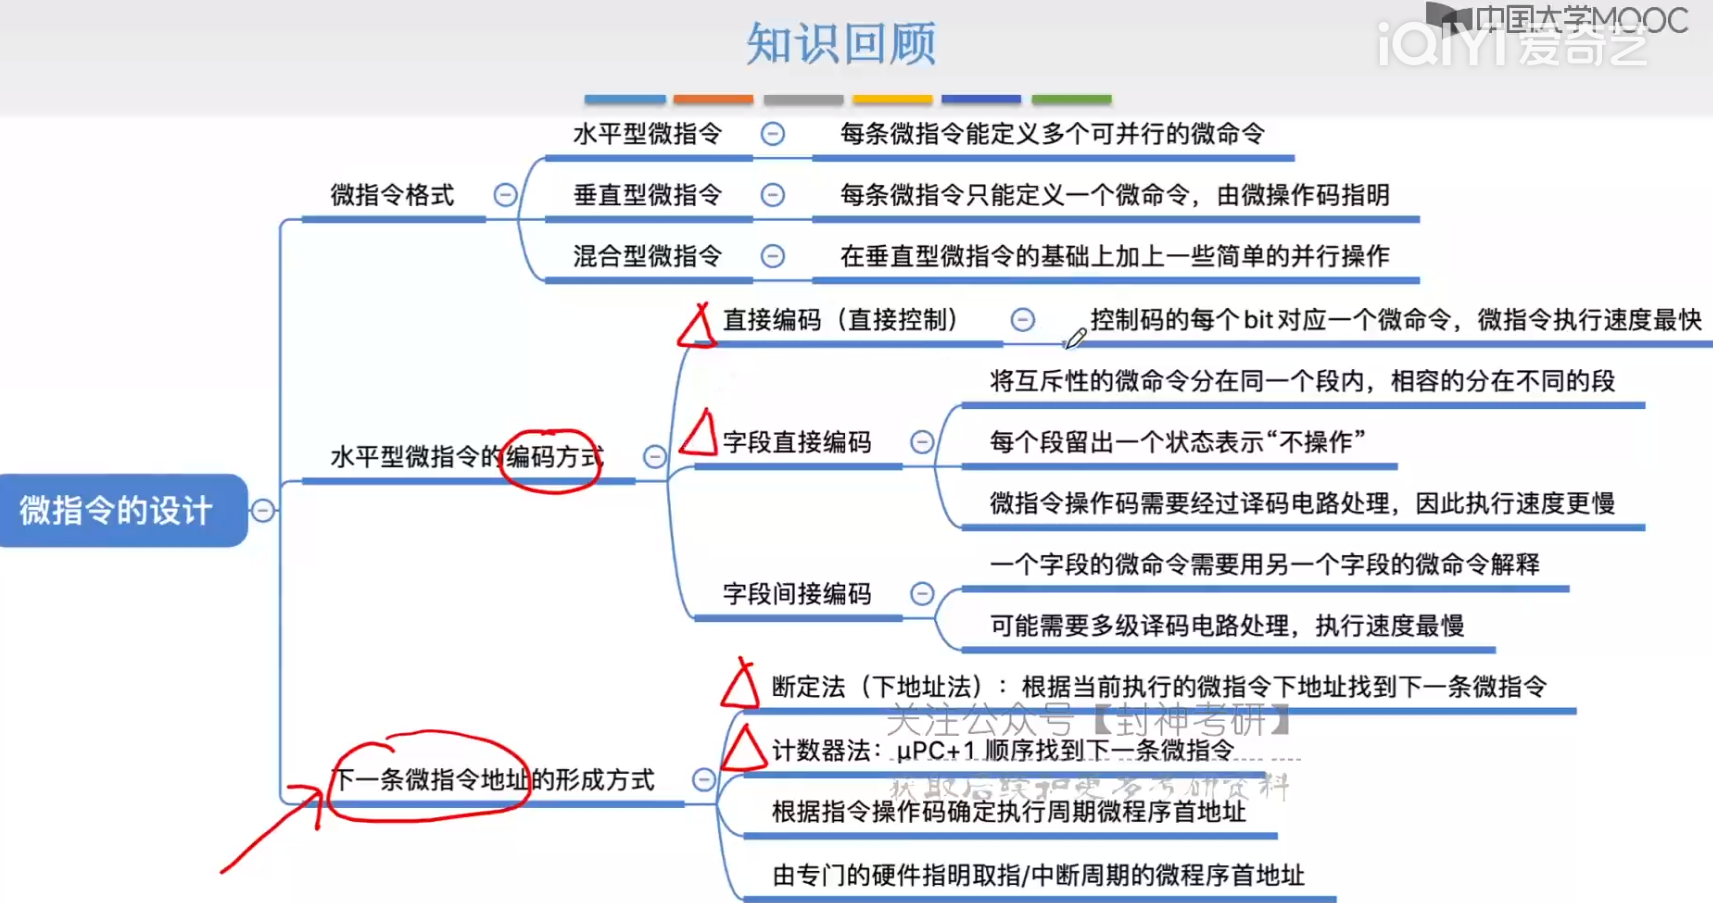 中国大学MOOC
iQIYI 爱奇艺
知识回顾
微指令的设计
微指令格式
水平型微指令
每条微指令能定义多个可并行的微命令
垂直型微指令
每条微指令只能定义一个微命令，由微操作码指明
混合型微指令
在垂直型微指令的基础上加上一些简单的并行操作
水平型微指令的编码方式
直接编码（直接控制）
控制码的每个bit对应一个微命令，微指令执行速度最快
字段直接编码
将互斥性的微命令分在同一个段内，相容的分在不同的段
每个段留出一个状态表示“不操作”
微指令操作码需要经过译码电路处理，因此执行速度更慢
字段间接编码
一个字段的微命令需要用另一个字段的微命令解释
可能需要多级译码电路处理，执行速度最慢
下一条微指令地址的形成方式
断定法（下地址法）：根据当前执行的微指令下地址找到下一条微指令
关注公众号【封神考研】
计数器法：μPC+1 顺序找到下一条微指令
获取后续和更多考研资料
根据指令操作码确定执行周期微程序首地址
由专门的硬件指明取指/中断周期的微程序首地址